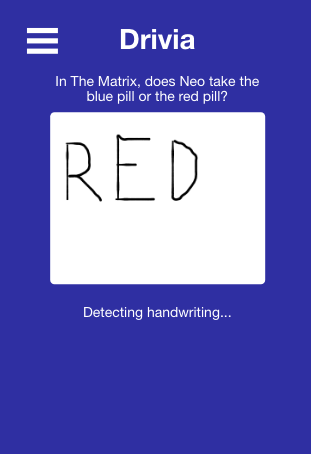 Drivia
In The Matrix, does Neo take the
blue pill or the red pill?
RED
Detecting handwriting...